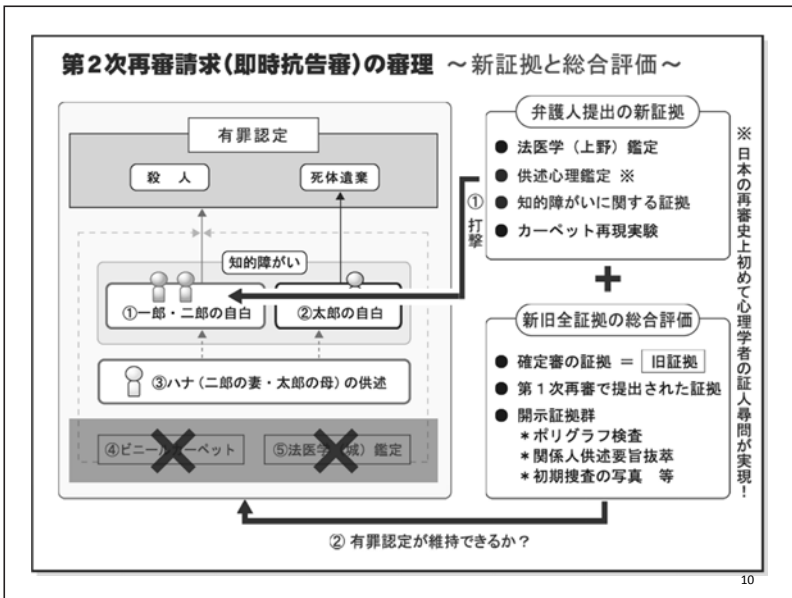 第2次再審請求(即時抗告審)の審理 ～新証拠と総合評価～
有罪認定
殺 人
死体遺棄
知的障がい
①一郎・二郎の自白
②太郎の自白
③ハナ(二郎の妻・太郎の母)の供述
④ビニールカーペット
⑤法医学(城)鑑定
① 打撃
弁護人提出の新証拠
● 法医学(上野)鑑定
● 供述心理鑑定 ※
● 知的障がいに関する証拠
● カーペット再現実験
+
新旧全証拠の総合評価
● 確定審の証拠 = 旧証拠
● 第1次再審で提出された証拠
● 開示証拠群
＊ポリグラフ検査
＊関係人供述要旨抜萃
＊初期捜査の写真 等
※日本の再審史上初めて心理学者の証人尋問が実現！
② 有罪認定が維持できるか？
10